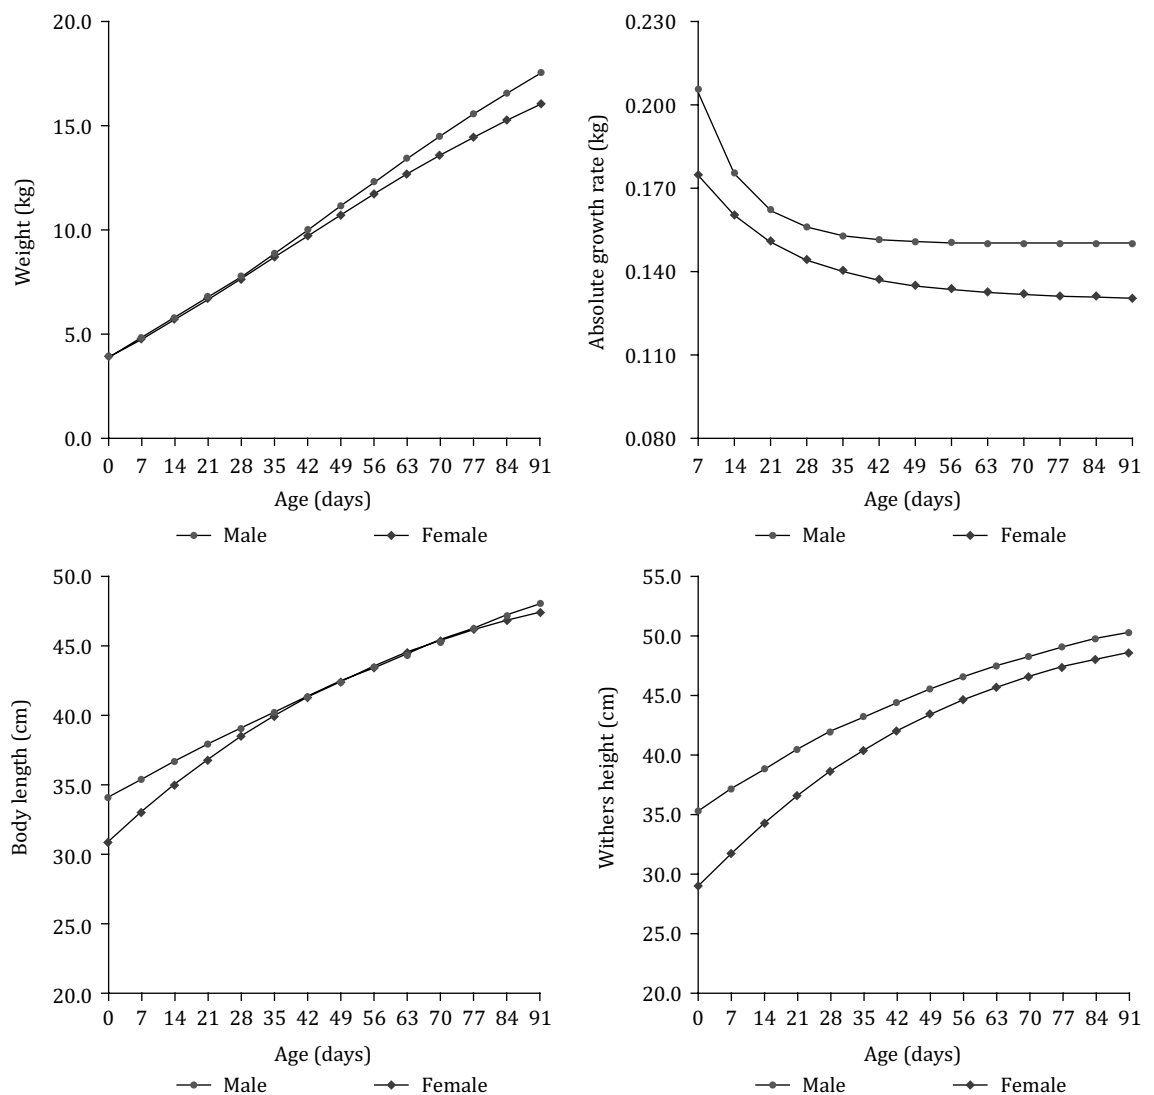 Weight (kg)
20.0
15.0
10.0
5.0
0.0
0 7 14 21 28 35 42 49 56 63 70 77 84 91
Age (days)
Male Female
Absolute growth rate (kg)
0.230
0.200
0.170
0.140
0.110
0.080
7 14 21 28 35 42 49 56 63 70 77 84 91
Age (days)
Male Female
Body length (cm)
50.0
45.0
40.0
35.0
30.0
25.0
20.0
0 7 14 21 28 35 42 49 56 63 70 77 84 91
Age (days)
Male Female
Withers height (cm)
55.0
50.0
45.0
40.0
35.0
30.0
25.0
20.0
0 7 14 21 28 35 42 49 56 63 70 77 84 91
Age (days)
Male Female